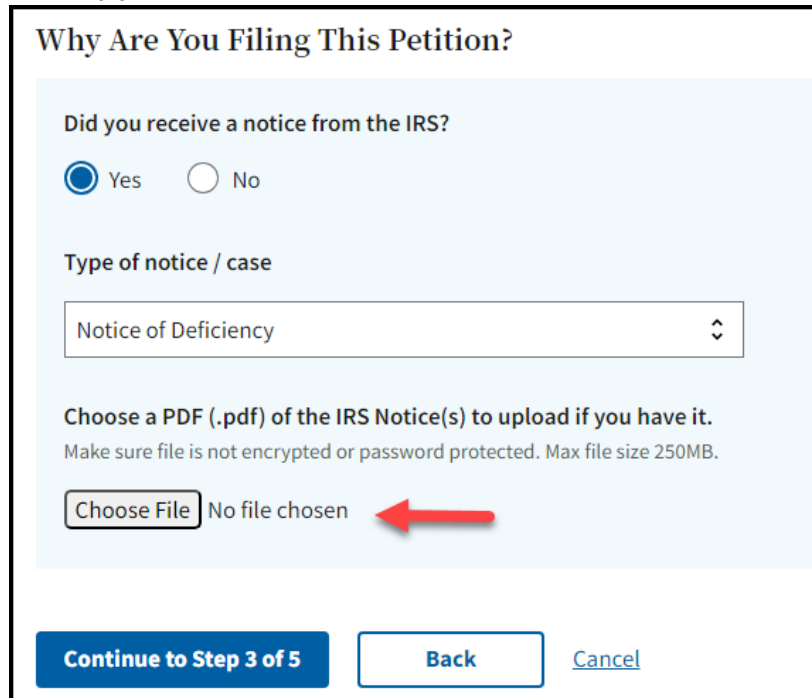 Why Are You Filing This Petition?
Did you receive a notice from the IRS?
Yes No
Type of notice / case
Notice of Deficiency
Choose a PDF (.pdf) of the IRS Notice(s) to upload if you have it.
Make sure file is not encrypted or password protected. Max file size 250MB.
Choose File No file chosen
Continue to Step 3 of 5 Back Cancel